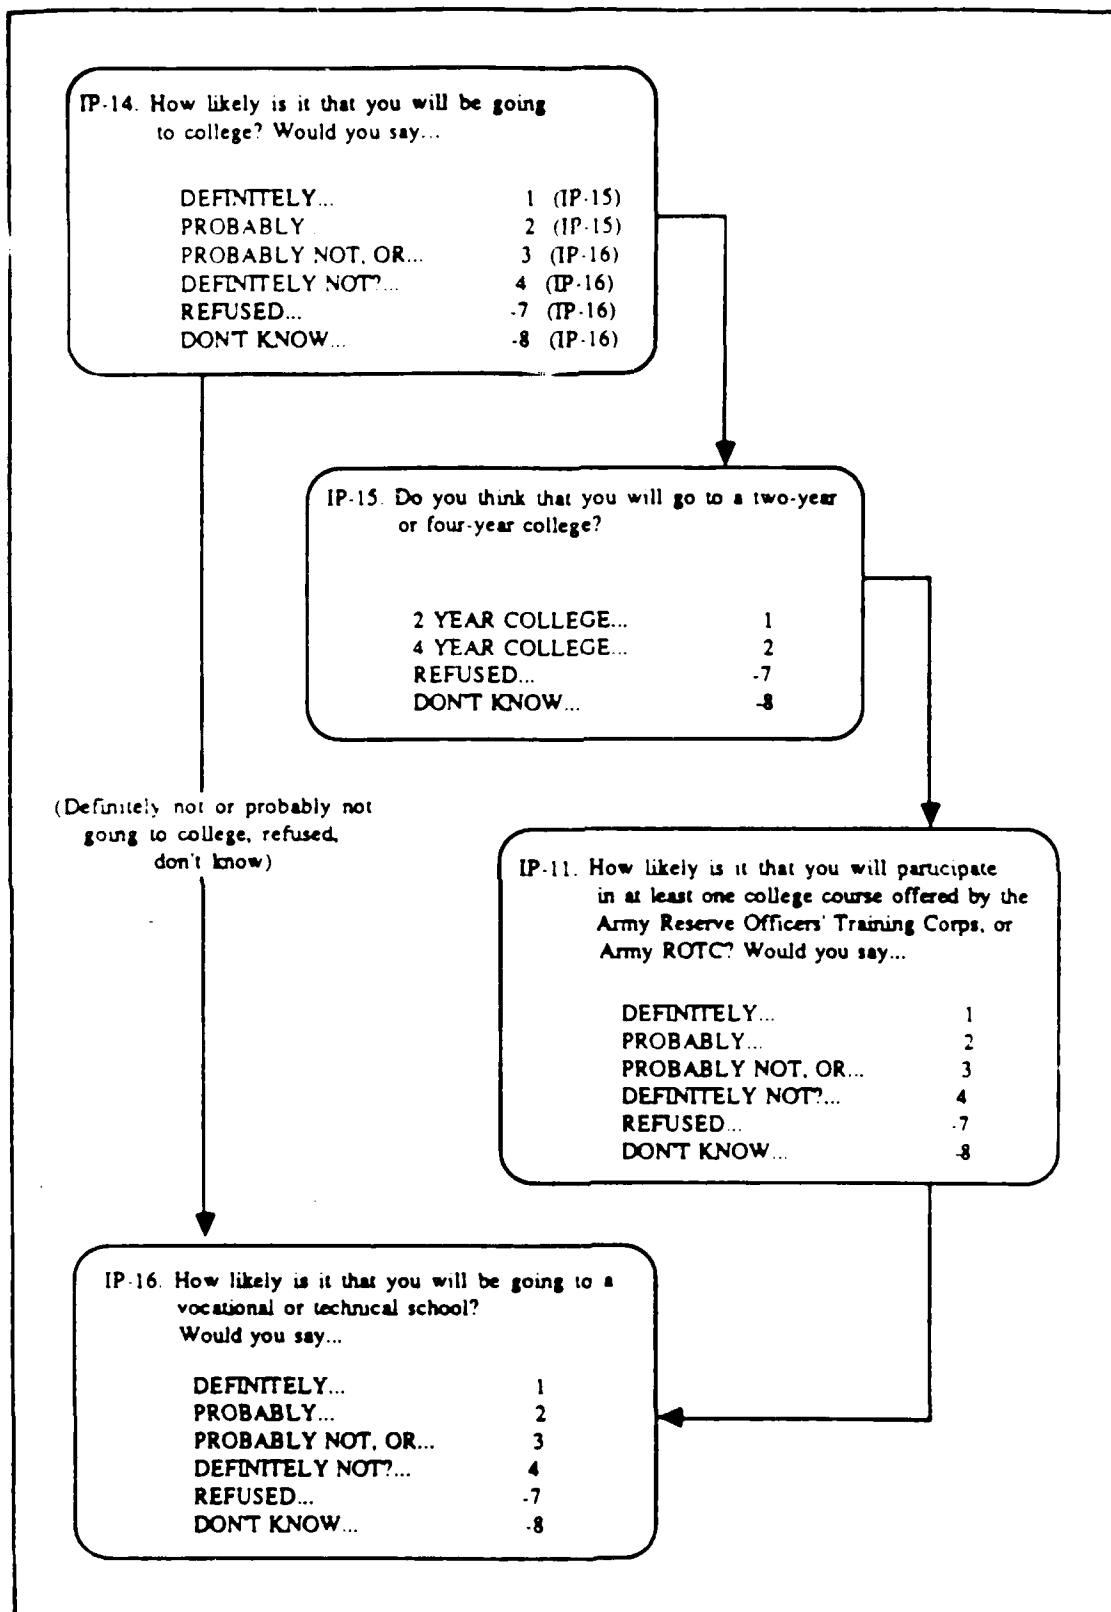 IP-14. How likely is it that you will be going
to college? Would you say...
DEFINITELY... 1 (IP-15)
PROBABLY 2 (IP-15)
PROBABLY NOT, OR... 3 (IP-16)
DEFINITELY NOT?... 4 (IP-16)
REFUSED... -7 (IP-16)
DON'T KNOW... -8 (IP-16)
IP-15. Do you think that you will go to a two-year
or four-year college?
2 YEAR COLLEGE... 1
4 YEAR COLLEGE... 2
REFUSED... -7
DON'T KNOW... -8
(Definitely not or probably not
going to college, refused,
don't know)
IP-11. How likely is it that you will participate
in at least one college course offered by the
Army Reserve Officers' Training Corps, or
Army ROTC? Would you say...
DEFINITELY... 1
PROBABLY... 2
PROBABLY NOT, OR... 3
DEFINITELY NOT?... 4
REFUSED... -7
DON'T KNOW... -8
IP-16. How likely is it that you will be going to a
vocational or technical school?
Would you say...
DEFINITELY... 1
PROBABLY... 2
PROBABLY NOT, OR... 3
DEFINITELY NOT?... 4
REFUSED... -7
DON'T KNOW... -8